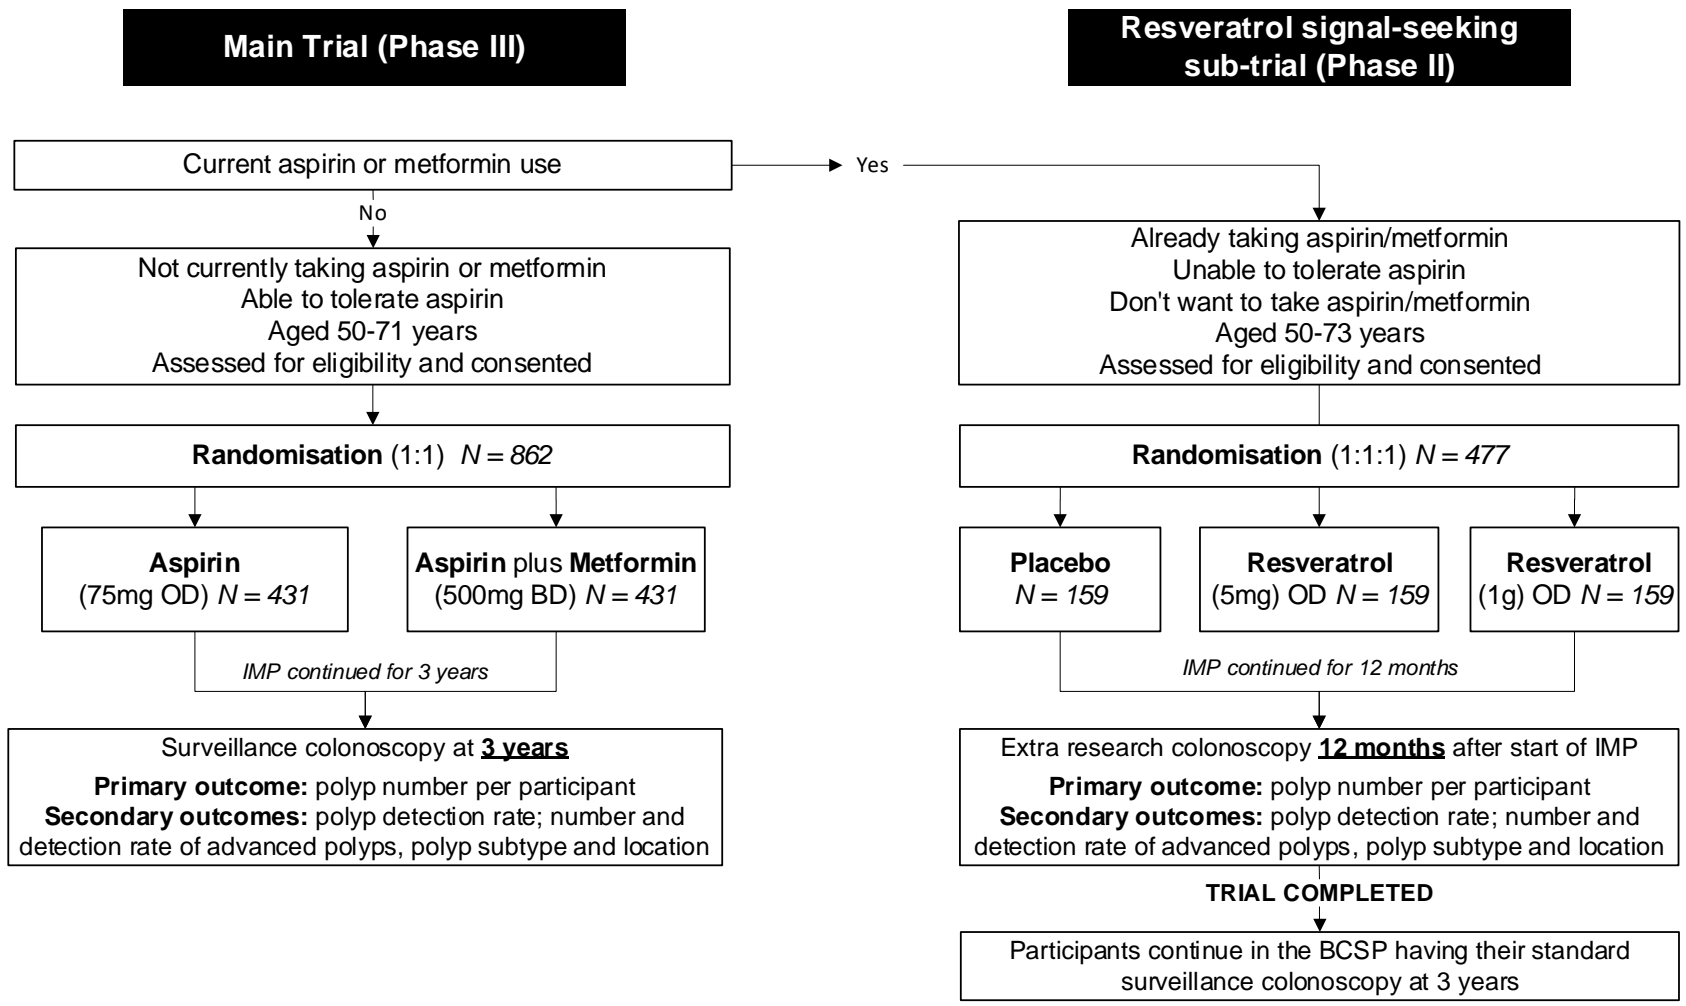 Main Trial (Phase III)
Resveratrol signal-seeking
sub-trial (Phase II)
Current aspirin or metformin use
Yes
No
Not currently taking aspirin or metformin
Able to tolerate aspirin
Aged 50-71 years
Assessed for eligibility and consented
Already taking aspirin/metformin
Unable to tolerate aspirin
Don't want to take aspirin/metformin
Aged 50-73 years
Assessed for eligibility and consented
Randomisation (1:1) N = 862
Randomisation (1:1:1) N = 477
Aspirin
(75mg OD) N = 431
Aspirin plus Metformin
(500mg BD) N = 431
Placebo
N = 159
Resveratrol
(5mg) OD N = 159
Resveratrol
(1g) OD N = 159
IMP continued for 3 years
IMP continued for 12 months
Surveillance colonoscopy at 3 years
Primary outcome: polyp number per participant
Secondary outcomes: polyp detection rate; number and
detection rate of advanced polyps, polyp subtype and location
Extra research colonoscopy 12 months after start of IMP
Primary outcome: polyp number per participant
Secondary outcomes: polyp detection rate; number and
detection rate of advanced polyps, polyp subtype and location
TRIAL COMPLETED
Participants continue in the BCSP having their standard
surveillance colonoscopy at 3 years